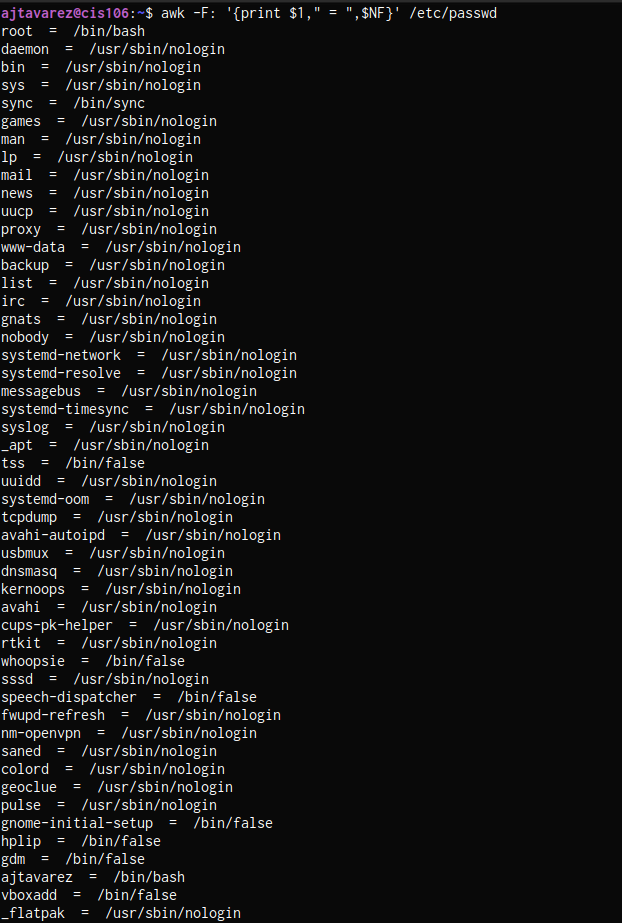 ajtavarez@cis106:~$ awk -F: '{print $1," = ",$NF}' /etc/passwd
root  =  /bin/bash
daemon  =  /usr/sbin/nologin
bin  =  /usr/sbin/nologin
sys  =  /usr/sbin/nologin
sync  =  /bin/sync
games  =  /usr/sbin/nologin
man  =  /usr/sbin/nologin
lp  =  /usr/sbin/nologin
mail  =  /usr/sbin/nologin
news  =  /usr/sbin/nologin
uucp  =  /usr/sbin/nologin
proxy  =  /usr/sbin/nologin
www-data  =  /usr/sbin/nologin
backup  =  /usr/sbin/nologin
list  =  /usr/sbin/nologin
irc  =  /usr/sbin/nologin
gnats  =  /usr/sbin/nologin
nobody  =  /usr/sbin/nologin
systemd-network  =  /usr/sbin/nologin
systemd-resolve  =  /usr/sbin/nologin
messagebus  =  /usr/sbin/nologin
systemd-timesync  =  /usr/sbin/nologin
syslog  =  /usr/sbin/nologin
_apt  =  /usr/sbin/nologin
tss  =  /bin/false
uuidd  =  /usr/sbin/nologin
systemd-oom  =  /usr/sbin/nologin
tcpdump  =  /usr/sbin/nologin
avahi-autoipd  =  /usr/sbin/nologin
usbmux  =  /usr/sbin/nologin
dnsmasq  =  /usr/sbin/nologin
kernoops  =  /usr/sbin/nologin
avahi  =  /usr/sbin/nologin
cups-pk-helper  =  /usr/sbin/nologin
rtkit  =  /usr/sbin/nologin
whoopsie  =  /bin/false
sssd  =  /usr/sbin/nologin
speech-dispatcher  =  /bin/false
fwupd-refresh  =  /usr/sbin/nologin
nm-openvpn  =  /usr/sbin/nologin
saned  =  /usr/sbin/nologin
colord  =  /usr/sbin/nologin
geoclue  =  /usr/sbin/nologin
pulse  =  /usr/sbin/nologin
gnome-initial-setup  =  /bin/false
hplip  =  /bin/false
gdm  =  /bin/false
ajtavarez  =  /bin/bash
vboxadd  =  /bin/false
_flatpak  =  /usr/sbin/nologin